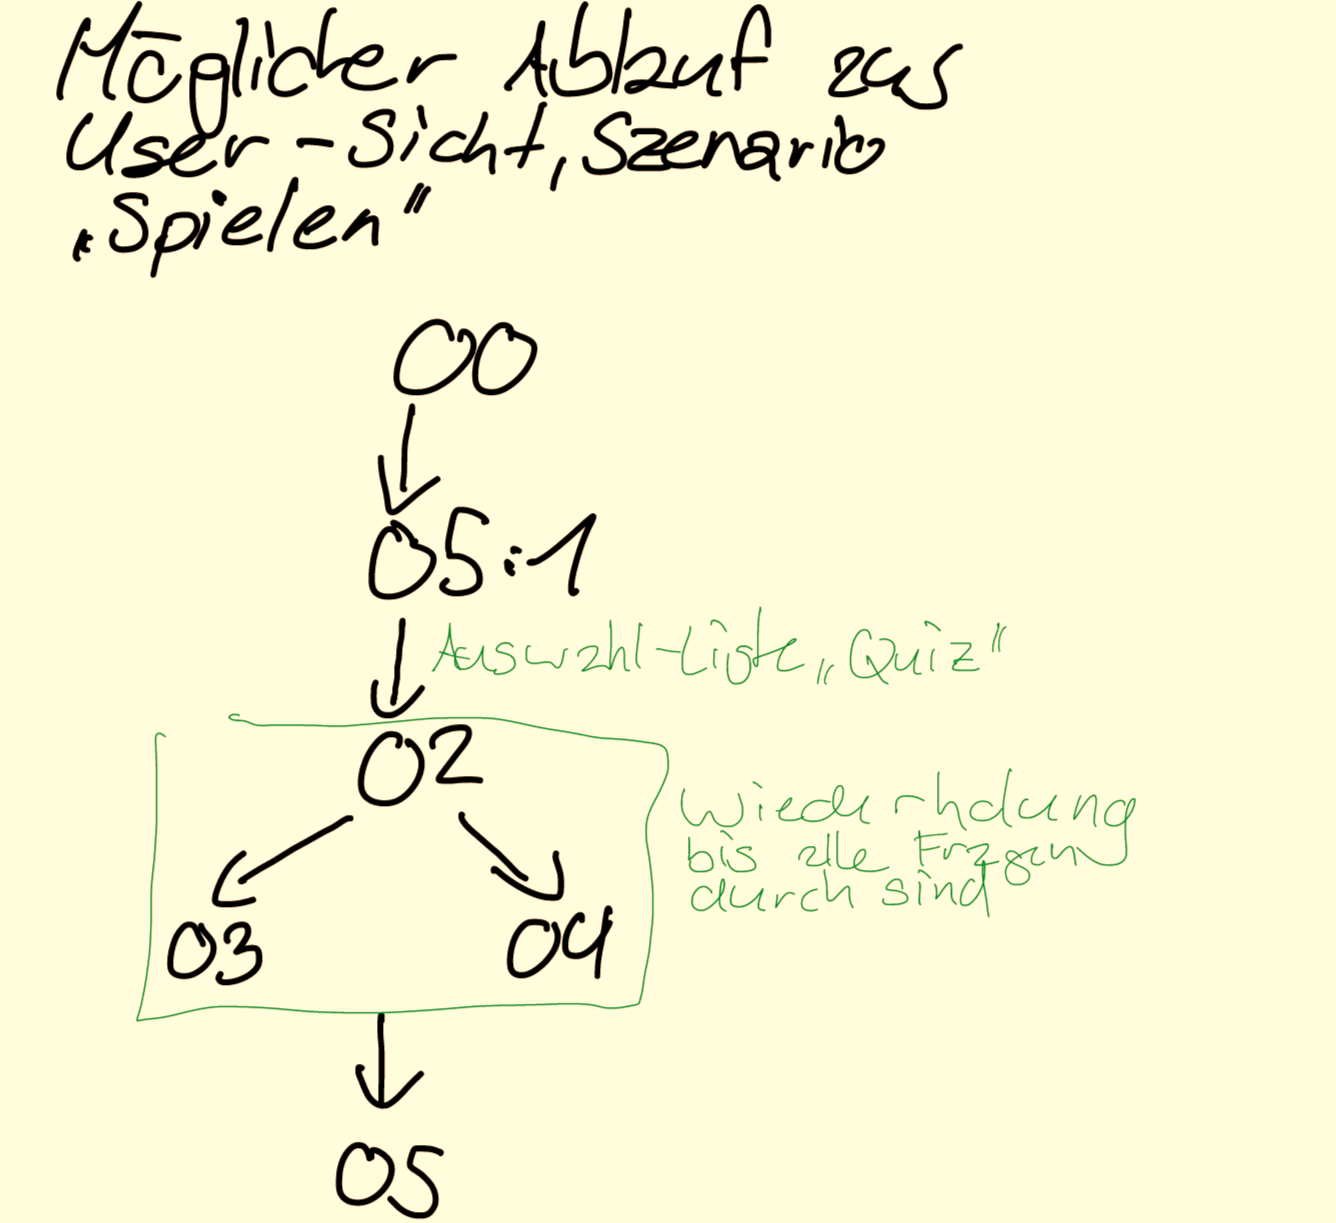 Möglicher Ablauf aus
User-Sicht, Szenario
„Spielen"
00
05:1
Auswahl-Liste „Quiz"
02
Wiederholung
bis alle Fragen
durch sind
03
04
05